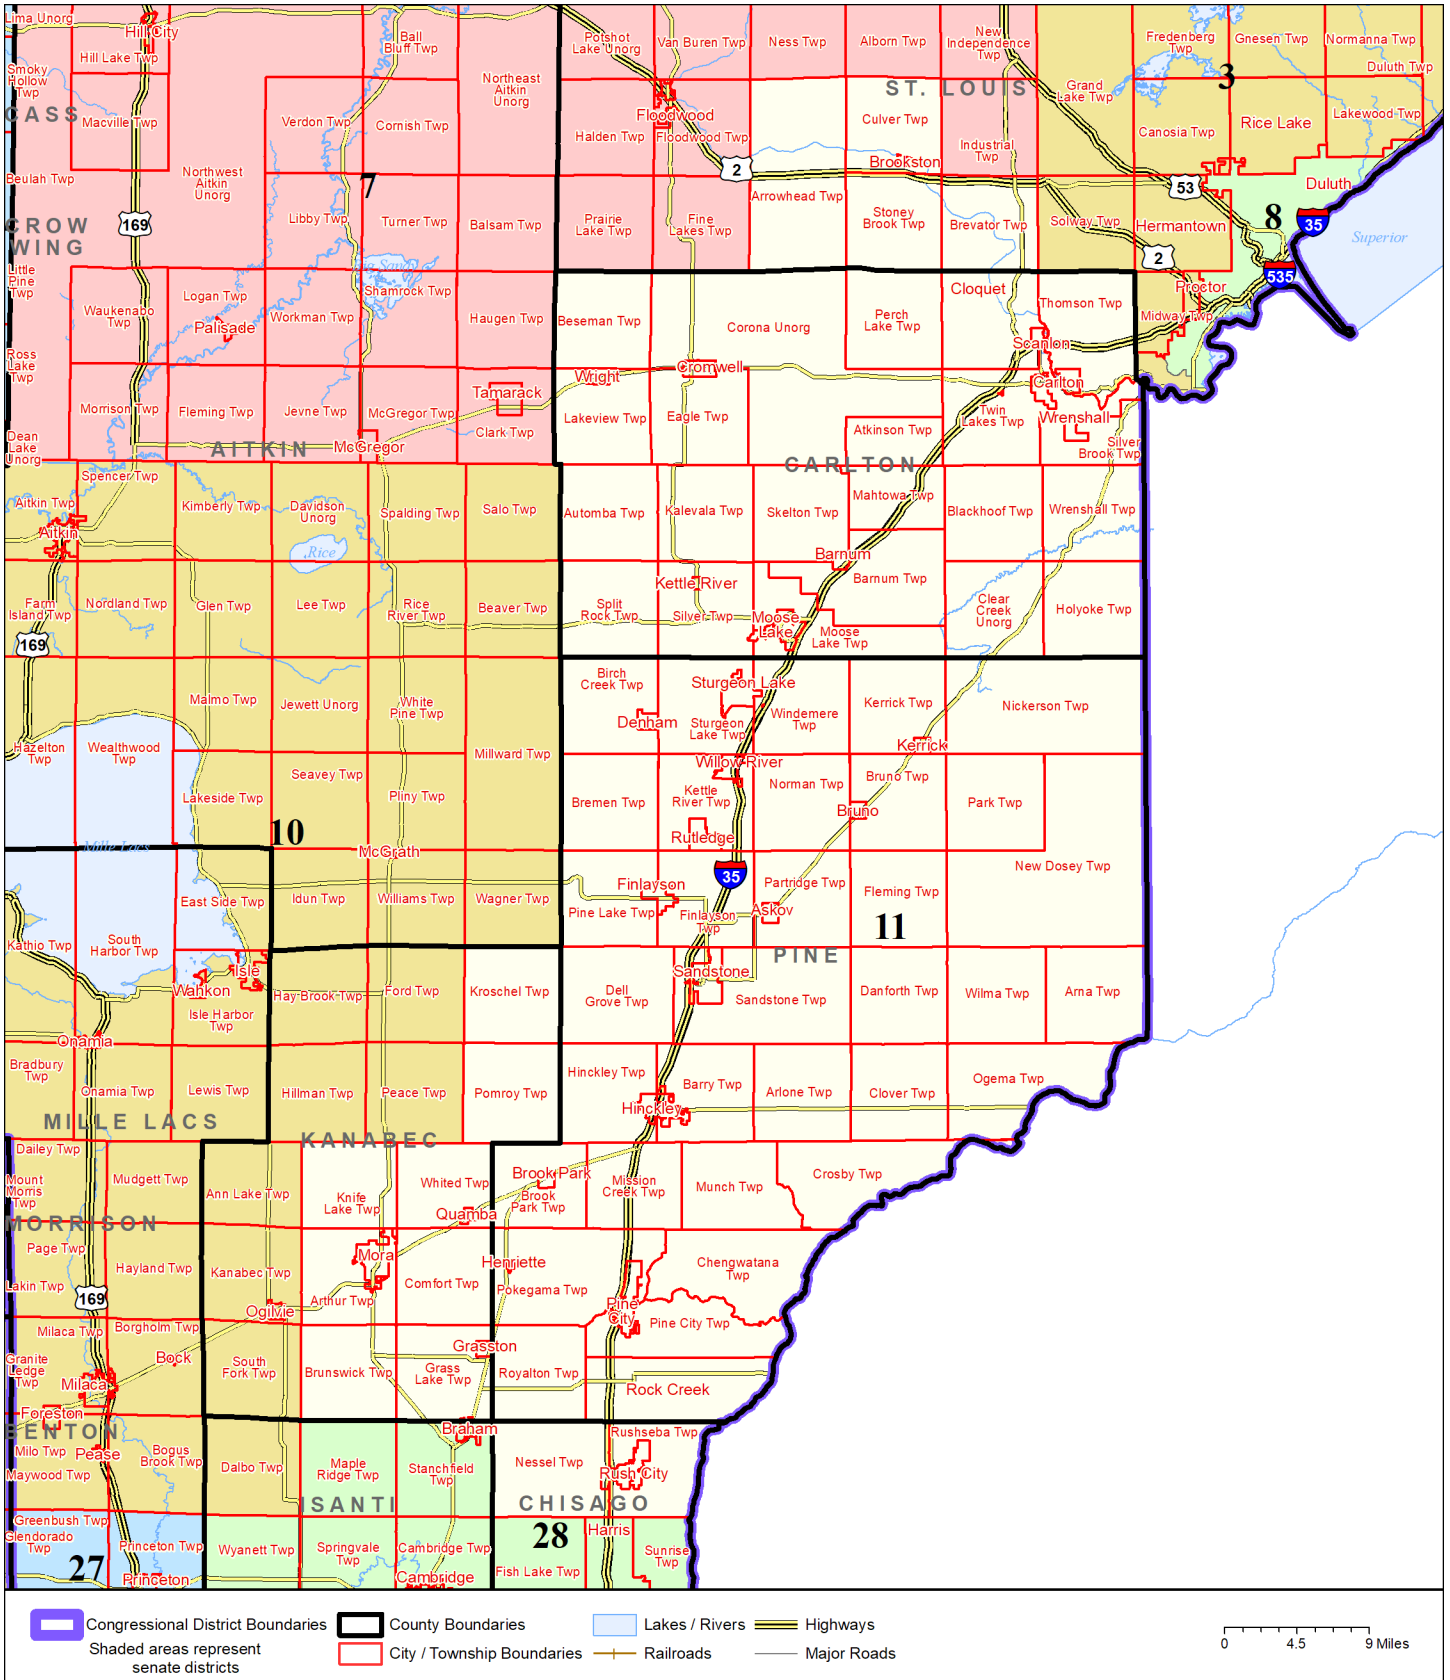 Lima Unorg
Hill City
Hill Lake Twp
Ball
Bluff Twp
Northeast
Aitkin
Unorg
Potshot
Lake Unorg
Van Buren Twp
Ness Twp
Alborn Twp
New
Independence
Twp
Fredenberg
Twp
Gnesen Twp
Normanna Twp
Duluth Twp
3
Smoky
Hollow
Twp
CASS
Macville Twp
Verdon Twp
Cornish Twp
Floodwood
Halden Twp
Floodwood Twp
ST. LOUIS
Culver Twp
Grand
Lake Twp
Industrial
Twp
Canosia Twp
Rice Lake
Lakewood Twp
Beulah Twp
Northwest
Aitkin
Unorg
7
2
Brookston
53
Duluth
CROW
WING
169
Libby Twp
Turner Twp
Balsam Twp
Prairie
Lake Twp
Fine
Lakes Twp
Arrowhead Twp
Stoney
Brook Twp
Brevator Twp
Solway Twp
Hermantown
8
35
Superior
2
535
Little
Pine
Twp
Waukenabo
Twp
Logan Twp
Palisade
Workman Twp
Big Sandy
Shamrock Twp
Haugen Twp
Beseman Twp
Corona Unorg
Perch
Lake Twp
Cloquet
Thomson Twp
Proctor
Midway Twp
Scanlon
Ross
Lake
Twp
Morrison Twp
Fleming Twp
Jevne Twp
McGregor Twp
Tamarack
Clark Twp
Wright
Cromwell
Lakeview Twp
Eagle Twp
Atkinson Twp
Twin
Lakes Twp
Carlton
Wrenshall
Silver
Brook Twp
Dean
Lake
Unorg
AITKIN
McGregor
CARLTON
Spencer Twp
Aitkin Twp
Aitkin
Kimberly Twp
Davidson
Unorg
Spalding Twp
Salo Twp
Rice
Automba Twp
Kalevala Twp
Skelton Twp
Mahtowa Twp
Blackhoof Twp
Wrenshall Twp
Barnum
Barnum Twp
Farm
Island Twp
169
Nordland Twp
Glen Twp
Lee Twp
Rice
River Twp
Beaver Twp
Kettle River
Split
Rock Twp
Silver Twp
Moose
Lake
Moose
Lake Twp
Clear
Creek
Unorg
Holyoke Twp
Malmo Twp
Jewett Unorg
White
Pine Twp
Millward Twp
Birch
Creek Twp
Sturgeon Lake
Denham
Sturgeon
Lake Twp
Windemere
Twp
Kerrick Twp
Nickerson Twp
Kerrick
Hazelton
Twp
Wealthwood
Twp
Lakeside Twp
Seavey Twp
Pliny Twp
Willow River
Bremen Twp
Kettle
River Twp
Norman Twp
Bruno Twp
Bruno
Park Twp
Rutledge
10
Mille Lacs
McGrath
35
New Dosey Twp
East Side Twp
Idun Twp
Williams Twp
Wagner Twp
Finlayson
Pine Lake Twp
Finlayson
Twp
Partridge Twp
Askov
Fleming Twp
11
Kathio Twp
South
Harbor Twp
PINE
Wahkon
Isle
Isle Harbor
Twp
Hay Brook Twp
Ford Twp
Kroschel Twp
Dell
Grove Twp
Sandstone
Sandstone Twp
Danforth Twp
Wilma Twp
Arna Twp
Onamia
Bradbury
Twp
Onamia Twp
Lewis Twp
Hillman Twp
Peace Twp
Pomroy Twp
Hinckley Twp
Hinckley
Barry Twp
Arlone Twp
Clover Twp
Ogema Twp
MILLE LACS
KANABEC
Dailey Twp
Mount
Morris
Twp
Mudgett Twp
Ann Lake Twp
Knife
Lake Twp
Whited Twp
Quamba
Brook Park
Brook
Park Twp
Mission
Creek Twp
Munch Twp
Crosby Twp
MORRISON
Page Twp
Lakin Twp
169
Hayland Twp
Kanabec Twp
Mora
Ogilvie
Arthur Twp
Comfort Twp
Henriette
Pokegama Twp
Chengwatana
Twp
Pine
City
Pine City Twp
Milaca Twp
Borgholm Twp
Bock
Granite
Ledge
Twp
Milaca
South
Fork Twp
Brunswick Twp
Grasston
Grass
Lake Twp
Royalton Twp
Rock Creek
Foreston
BENTON
Milo Twp
Pease
Maywood Twp
Bogus
Brook Twp
Dalbo Twp
Maple
Ridge Twp
Braham
Stanchfield
Twp
Nessel Twp
Rushseba Twp
Rush City
ISANTI
CHISAGO
Greenbush Twp
Glendorado
Twp
27
Princeton Twp
Princeton
Wyanett Twp
Springvale
Twp
Cambridge Twp
Cambridge
28
Harris
Fish Lake Twp
Sunrise
Twp
Congressional District Boundaries
County Boundaries
Lakes / Rivers
Highways
Shaded areas represent
senate districts
City / Township Boundaries
Railroads
Major Roads
0 4.5 9 Miles